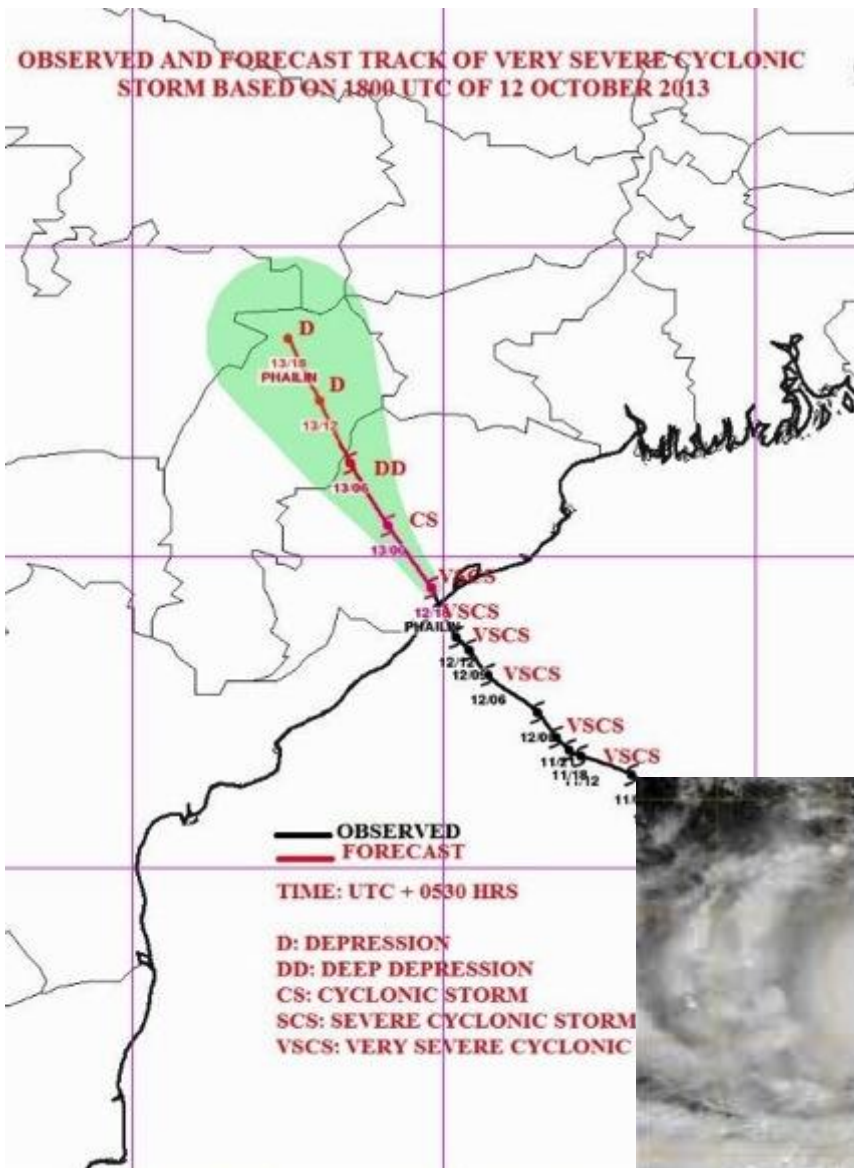 OBSERVED AND FORECAST TRACK OF VERY SEVERE CYCLONIC
STORM BASED ON 1800 UTC OF 12 OCTOBER 2013
D
13/18
PHAILIN
D
13/12
DD
13/06
CS
13/00
VSCS
12/18
VSCS
PHAILIN
VSCS
12/12
12/09
VSCS
12/06
VSCS
11/21
VSCS
11/18
11/12
OBSERVED
FORECAST
TIME: UTC + 0530 HRS
D: DEPRESSION
DD: DEEP DEPRESSION
CS: CYCLONIC STORM
SCS: SEVERE CYCLONIC STORM
VSCS: VERY SEVERE CYCLONIC